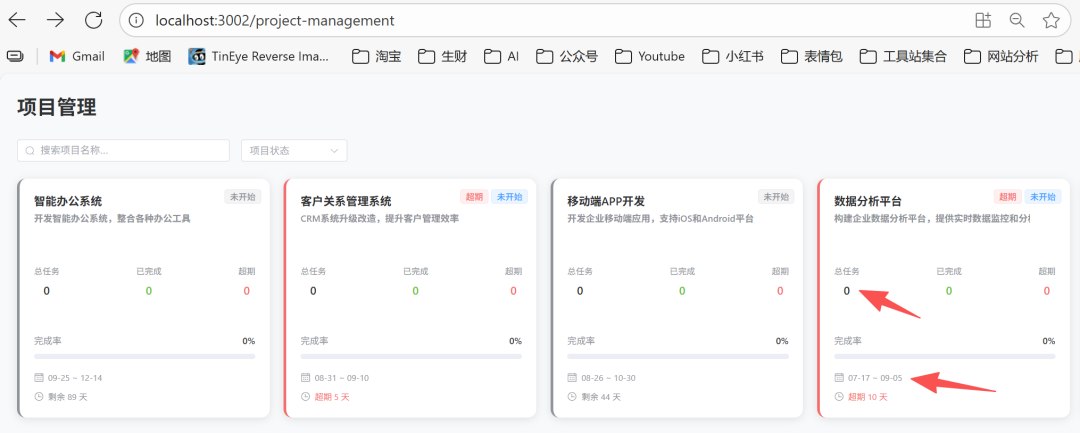 localhost:3002/project-management
Gmail 地图 TinEye Reverse Ima... 淘宝 生财 AI 公众号 Youtube 小红书 表情包 工具站集合 网站分析
项目管理
搜索项目名称... 项目状态
智能办公系统 未开始
开发智能办公系统，整合各种办公工具
总任务 已完成 超期
0 0 0
完成率 0%
09-25 ~ 12-14
剩余 89 天
客户关系管理系统 超期 未开始
CRM系统升级改造，提升客户管理效率
总任务 已完成 超期
0 0 0
完成率 0%
08-31 ~ 09-10
超期 5 天
移动端APP开发 未开始
开发企业移动端应用，支持iOS和Android平台
总任务 已完成 超期
0 0 0
完成率 0%
08-26 ~ 10-30
剩余 44 天
数据分析平台 超期 未开始
构建企业数据分析平台，提供实时数据监控和分
总任务 已完成 超期
0 0 0
完成率 0%
07-17 ~ 09-05
超期 10 天